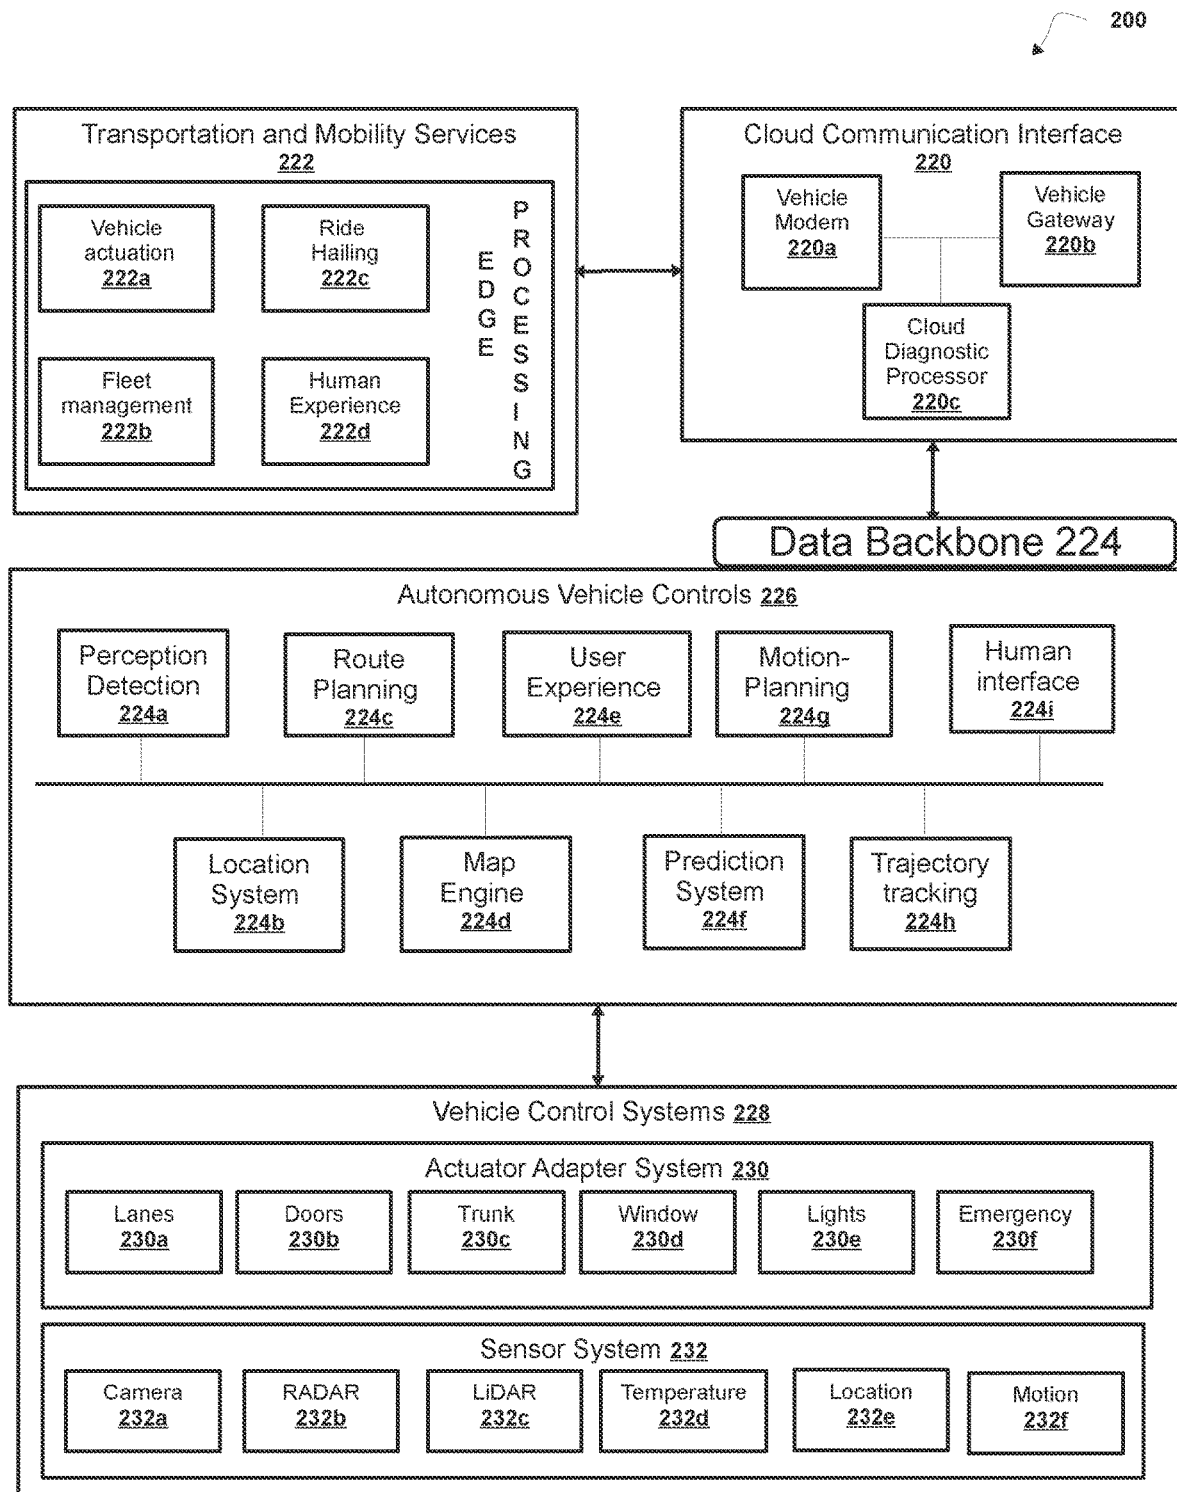 200
Transportation and Mobility Services
222
Vehicle
actuation
222a
Ride
Hailing
222c
Fleet
management
222b
Human
Experience
222d
EDGE
PROCESSING
Cloud Communication Interface
220
Vehicle
Modem
220a
Vehicle
Gateway
220b
Cloud
Diagnostic
Processor
220c
Data Backbone 224
Autonomous Vehicle Controls 226
Perception
Detection
224a
Route
Planning
224c
User
Experience
224e
Motion-
Planning
224g
Human
interface
224i
Location
System
224b
Map
Engine
224d
Prediction
System
224f
Trajectory
tracking
224h
Vehicle Control Systems 228
Actuator Adapter System 230
Lanes
230a
Doors
230b
Trunk
230c
Window
230d
Lights
230e
Emergency
230f
Sensor System 232
Camera
232a
RADAR
232b
LiDAR
232c
Temperature
232d
Location
232e
Motion
232f